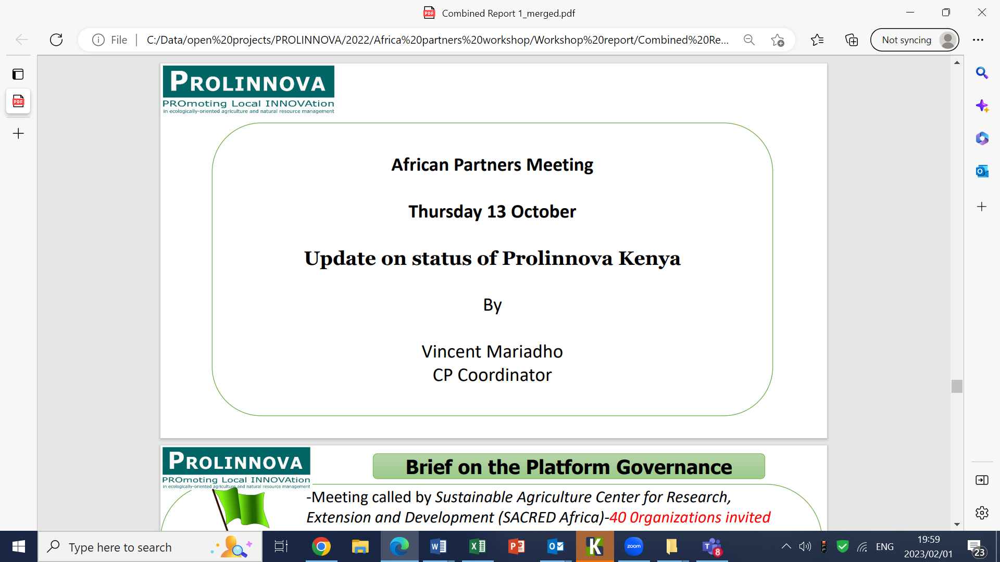 Combined Report 1_merged.pdf
File
C:/Data/open%20projects/PROLINNOVA/2022/Africa%20partners%20workshop/Workshop%20report/Combined%20Re...
Not syncing
PROLINNOVA
PROmoting Local INNOVAtion
in ecologically-oriented agriculture and natural resource management
African Partners Meeting
Thursday 13 October
Update on status of Prolinnova Kenya
By
Vincent Mariadho
CP Coordinator
PROLINNOVA
PROmoting Local INNOVAtion
in ecologically-oriented agriculture and natural resource management
Brief on the Platform Governance
-Meeting called by Sustainable Agriculture Center for Research,
Extension and Development (SACRED Africa)-40 0rganizations invited
Type here to search
zoom
8
ENG
19:59
2023/02/01
23